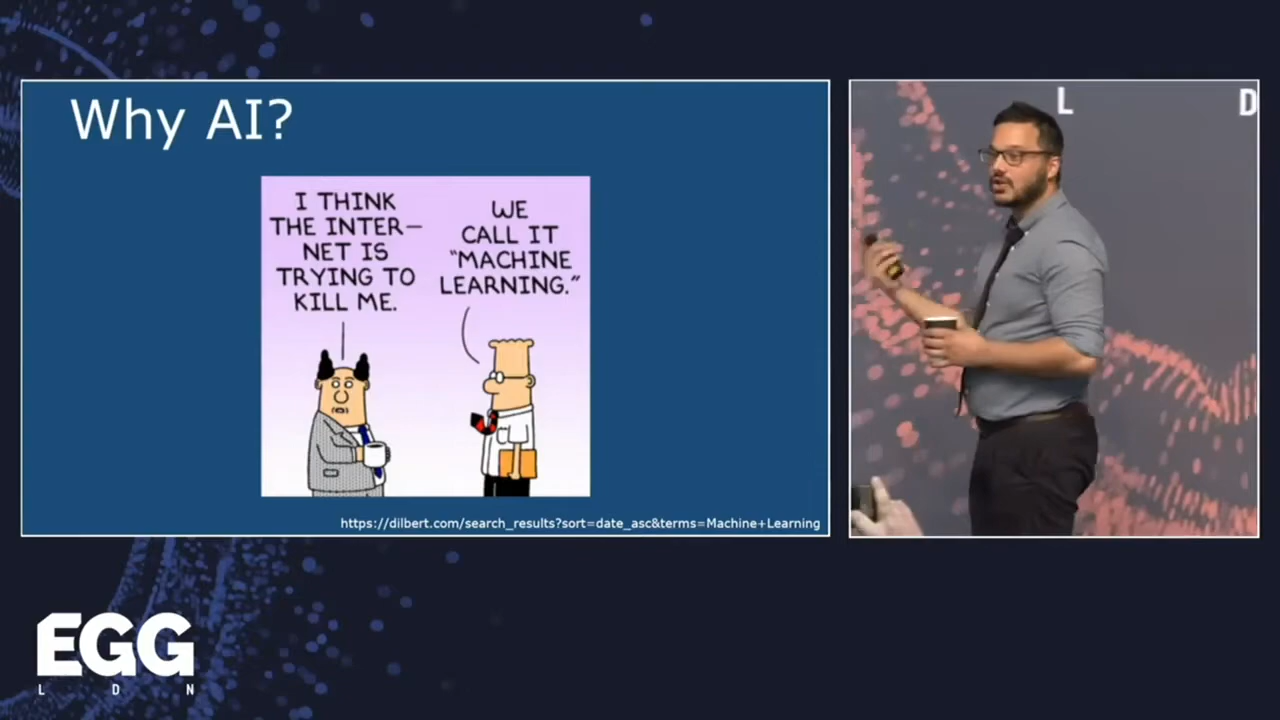 Why AI?
I THINK
THE INTER–
NET IS
TRYING TO
KILL ME.
WE
CALL IT
“MACHINE
LEARNING.”
https://dilbert.com/search_results?sort=date_asc&terms=Machine+Learning
L D
EGG
L D N